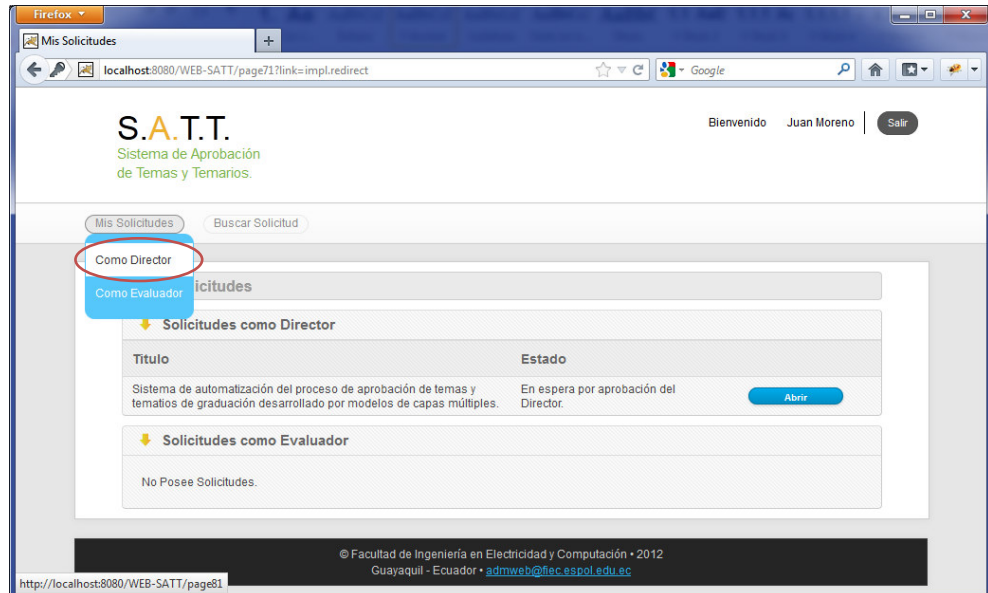 Firefox
Mis Solicitudes
localhost:8080/WEB-SATT/page71?link=impl.redirect
Google
S.A.T.T.
Sistema de Aprobación
de Temas y Temarios.
Bienvenido Juan Moreno Salir
Mis Solicitudes Buscar Solicitud
Como Director
Como Evaluador
icitudes
Solicitudes como Director
Titulo Estado
Sistema de automatización del proceso de aprobación de temas y
tematios de graduación desarrollado por modelos de capas múltiples.
En espera por aprobación del
Director.
Abrir
Solicitudes como Evaluador
No Posee Solicitudes.
© Facultad de Ingeniería en Electricidad y Computación • 2012
Guayaquil - Ecuador • admweb@fiec.espol.edu.ec
http://localhost:8080/WEB-SATT/page81